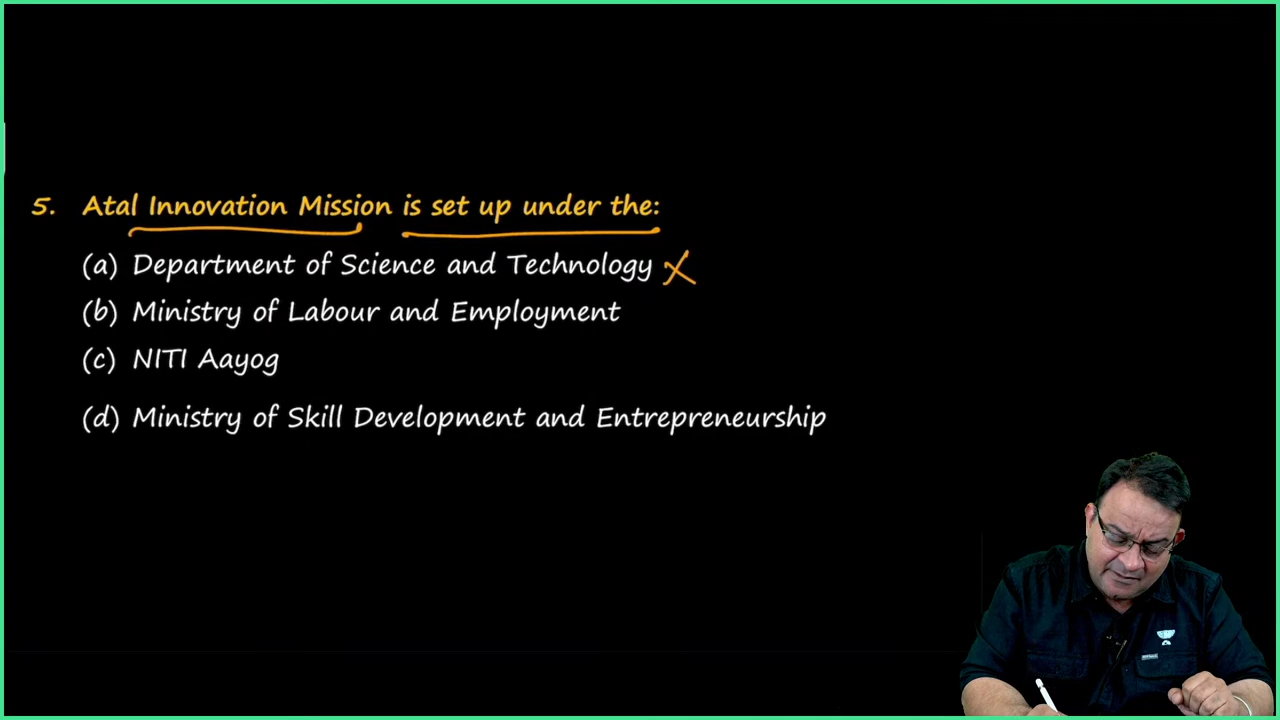 5. Atal Innovation Mission is set up under the:
(a) Department of Science and Technology
(b) Ministry of Labour and Employment
(c) NITI Aayog
(d) Ministry of Skill Development and Entrepreneurship